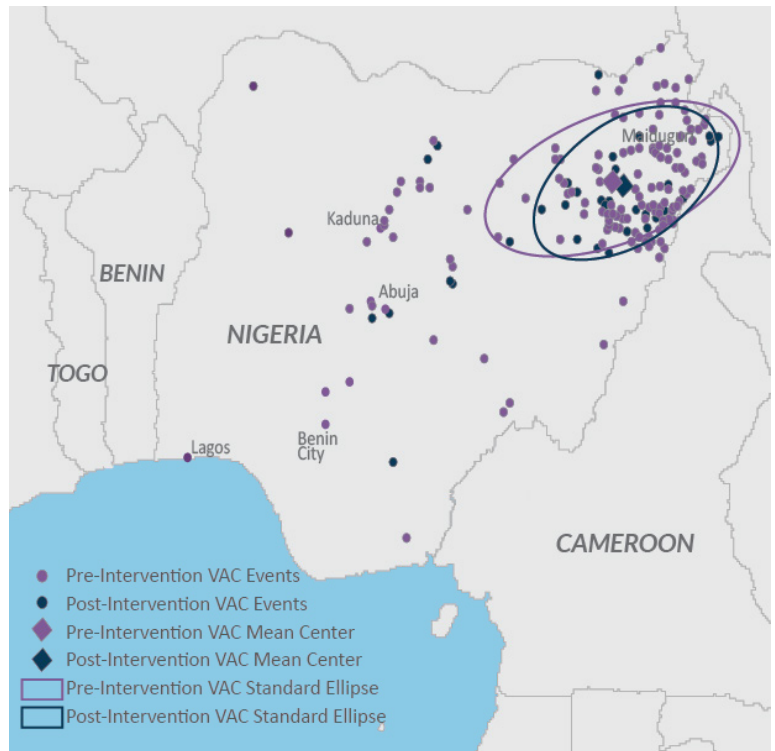 Maiduguri
Kaduna
BENIN
Abuja
NIGERIA
TOGO
Benin
City
Lagos
CAMEROON
Pre-Intervention VAC Events
Post-Intervention VAC Events
Pre-Intervention VAC Mean Center
Post-Intervention VAC Mean Center
Pre-Intervention VAC Standard Ellipse
Post-Intervention VAC Standard Ellipse